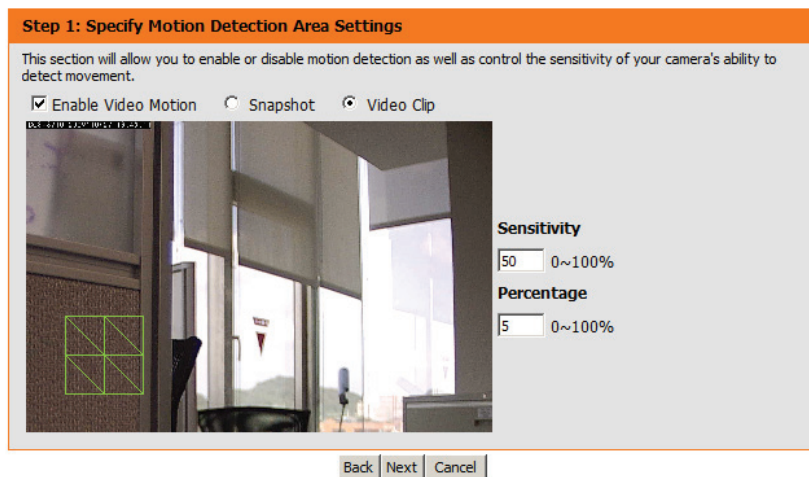 Step 1: Specify Motion Detection Area Settings
This section will allow you to enable or disable motion detection as well as control the sensitivity of your camera's ability to
detect movement.
Enable Video Motion Snapshot Video Clip
Sensitivity
50 0~100%
Percentage
5 0~100%
Back Next Cancel